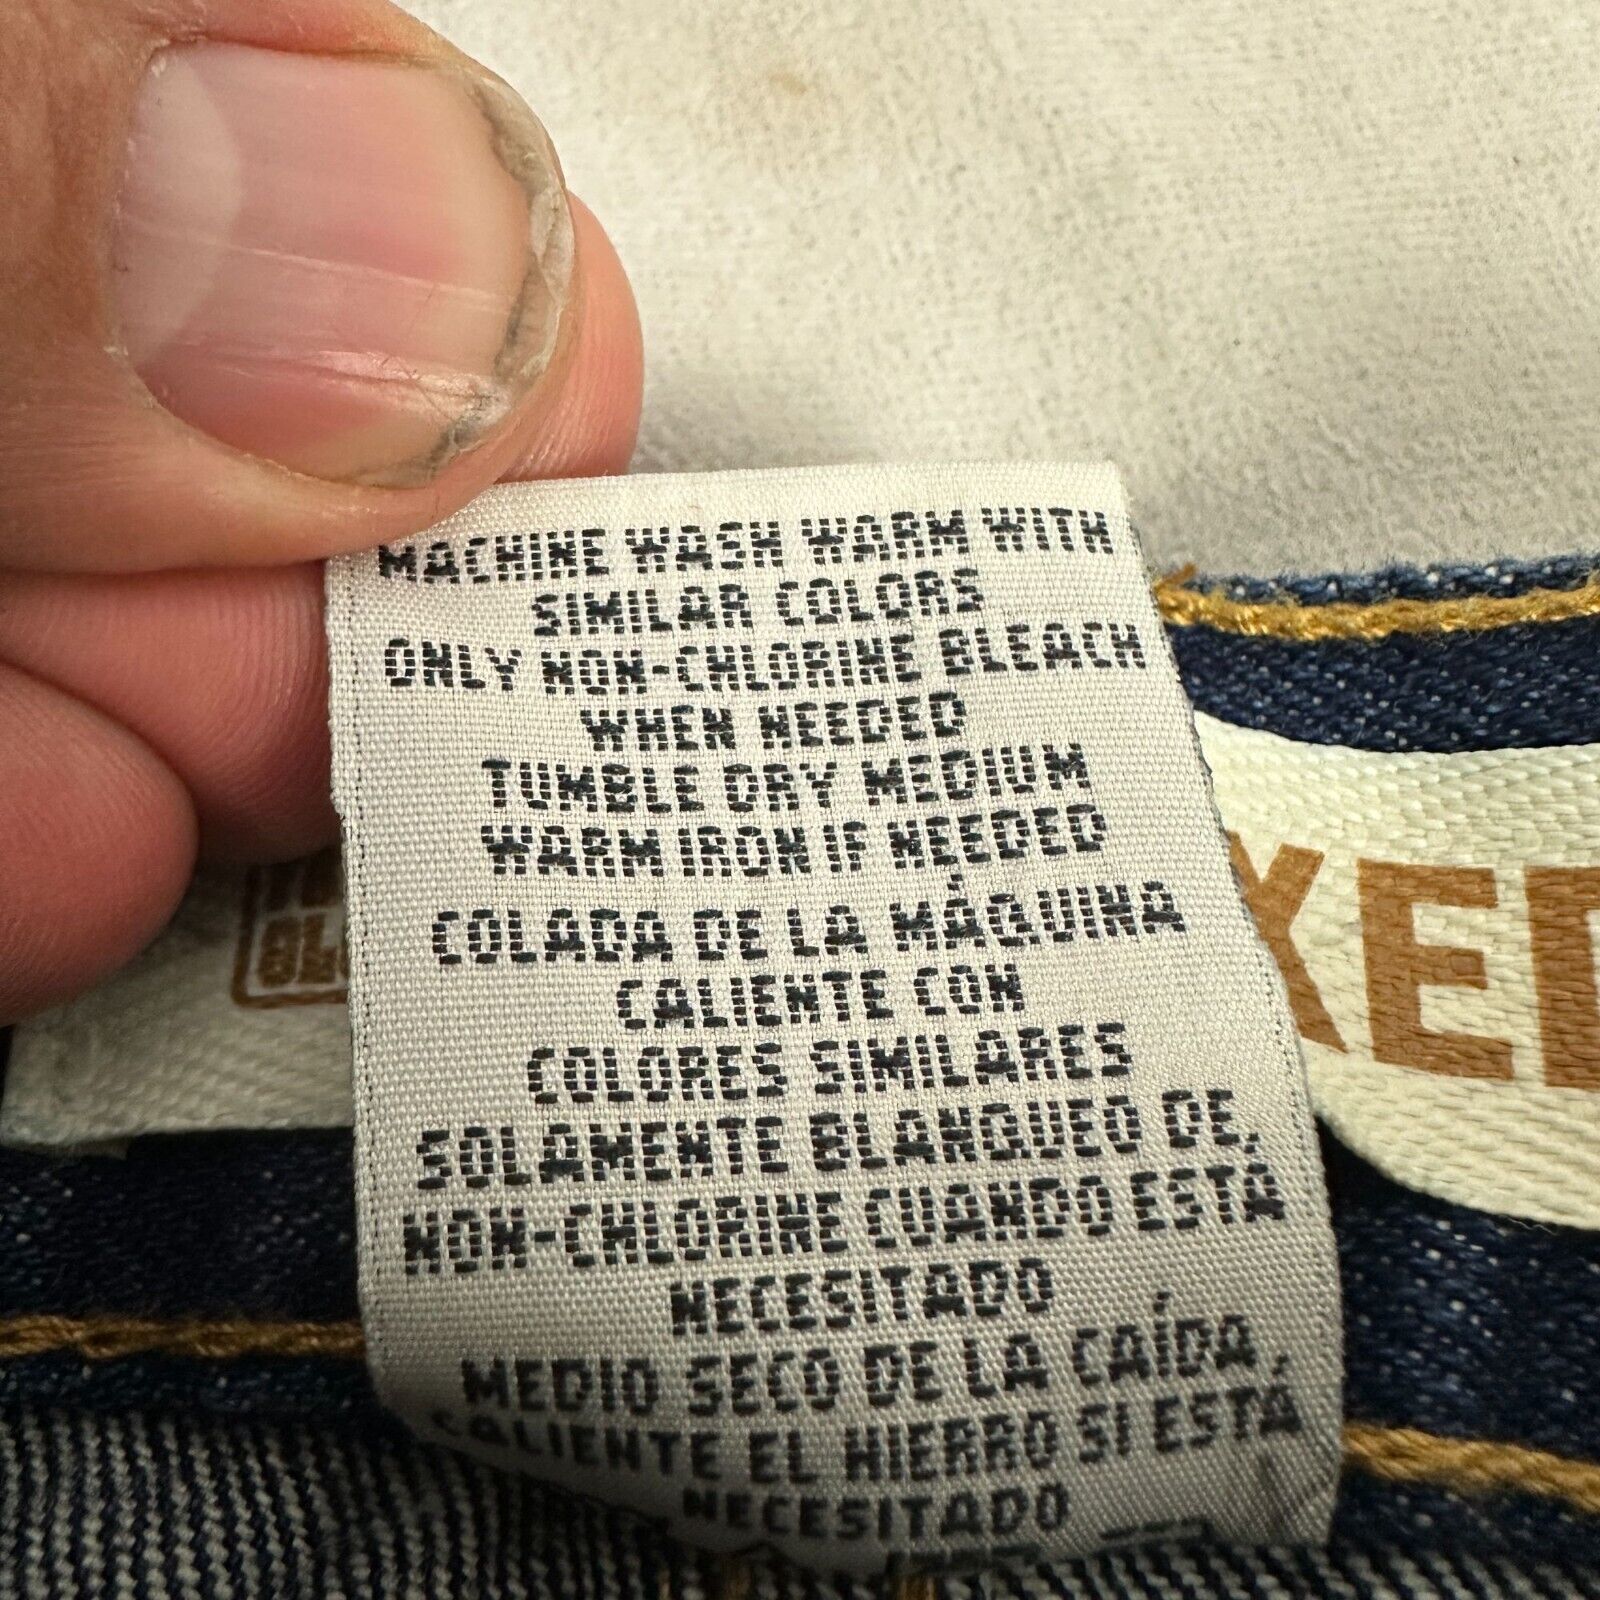 MACHINE WASH WARM WITH
SIMILAR COLORS
ONLY NON-CHLORINE BLEACH
WHEN NEEDED
TUMBLE DRY MEDIUM
WARM IRON IF NEEDED
COLADA DE LA MÁQUINA
CALIENTE CON
COLORES SIMILARES
SOLAMENTE BLANQUEO DE
NON-CHLORINE CUANDO ESTÁ
NECESITADO
MEDIO SECO DE LA CAÍDA,
CALIENTE EL HIERRO SI ESTÁ
NECESITADO